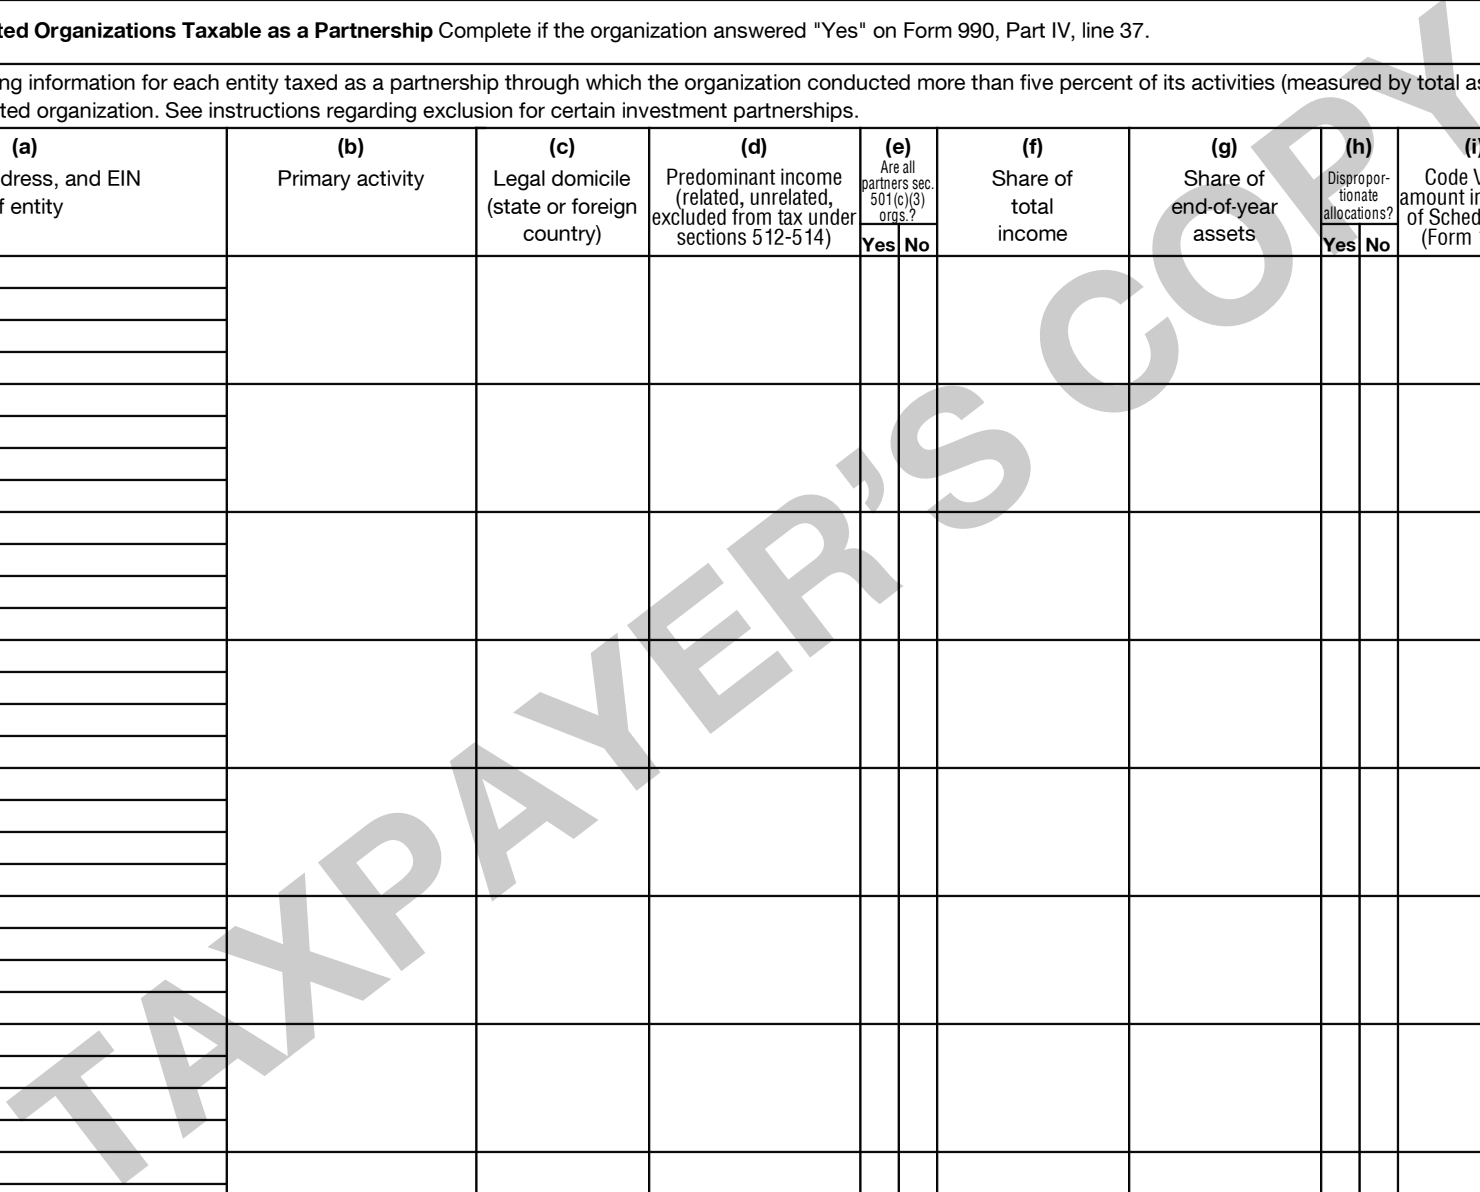 ted Organizations Taxable as a Partnership Complete if the organization answered "Yes" on Form 990, Part IV, line 37.
ng information for each entity taxed as a partnership through which the organization conducted more than five percent of its activities (measured by total as
ted organization. See instructions regarding exclusion for certain investment partnerships.
(a)
dress, and EIN
f entity
(b)
Primary activity
(c)
Legal domicile
(state or foreign
country)
(d)
Predominant income
(related, unrelated,
excluded from tax under
sections 512-514)
(e)
Are all
partners sec.
501(c)(3)
orgs.?
Yes No
(f)
Share of
total
income
(g)
Share of
end-of-year
assets
(h)
Dispropor-
tionate
allocations?
Yes No
(i)
Code V
amount in
of Sched
(Form 1
TAXPAYER'S COPY